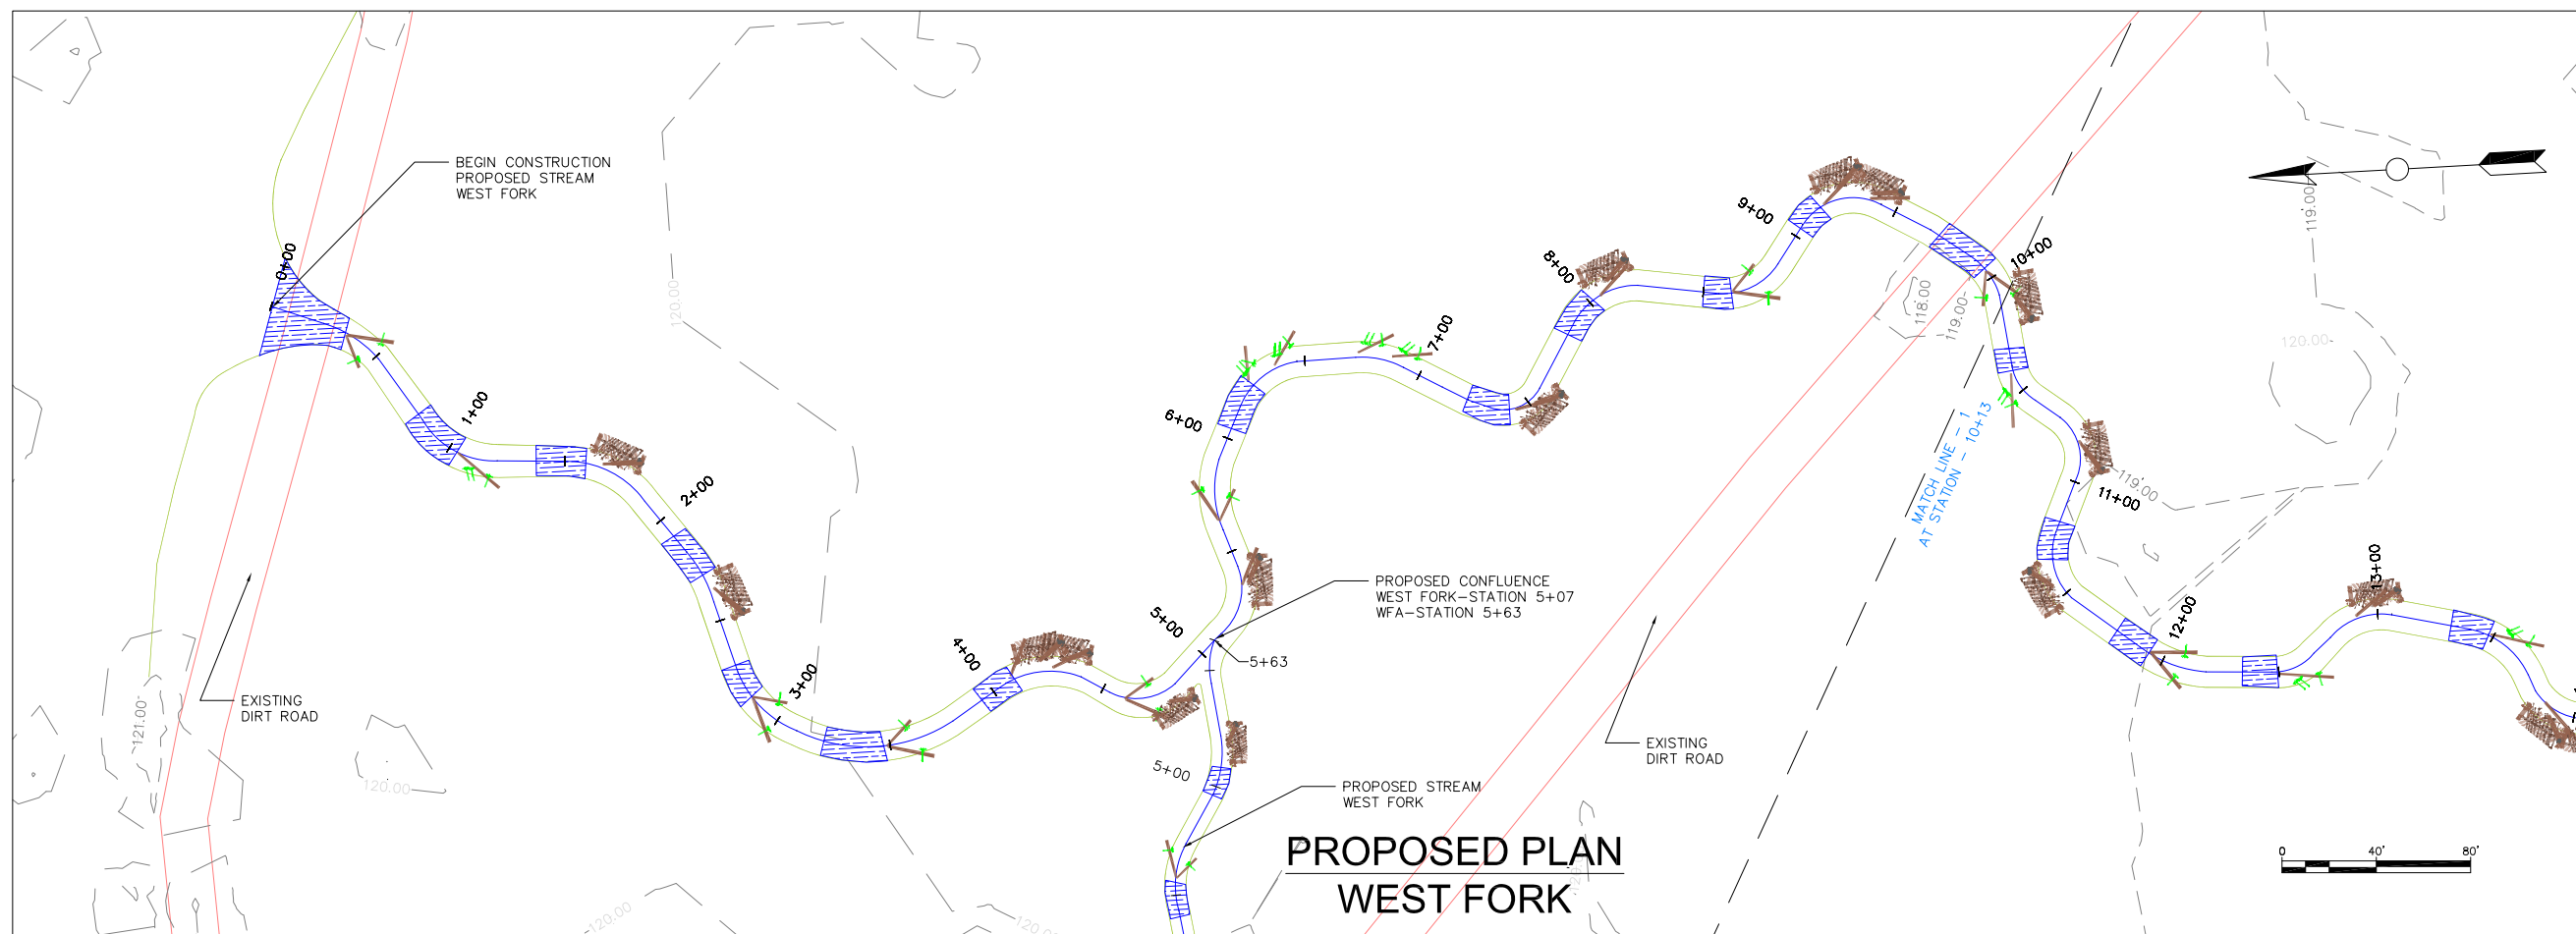 BEGIN CONSTRUCTION
PROPOSED STREAM
WEST FORK
0+00
1+00
2+00
3+00
4+00
5+00
6+00
7+00
8+00
9+00
10+00
11+00
12+00
13+00
120.00
119.00
118.00
119.00
120.00
119.00
MATCH LINE - 1
AT STATION - 10+13
PROPOSED CONFLUENCE
WEST FORK-STATION 5+07
WFA-STATION 5+63
5+63
5+00
EXISTING
DIRT ROAD
121.00
120.00
EXISTING
DIRT ROAD
PROPOSED STREAM
WEST FORK
PROPOSED PLAN
WEST FORK
120.00
0 40' 80'